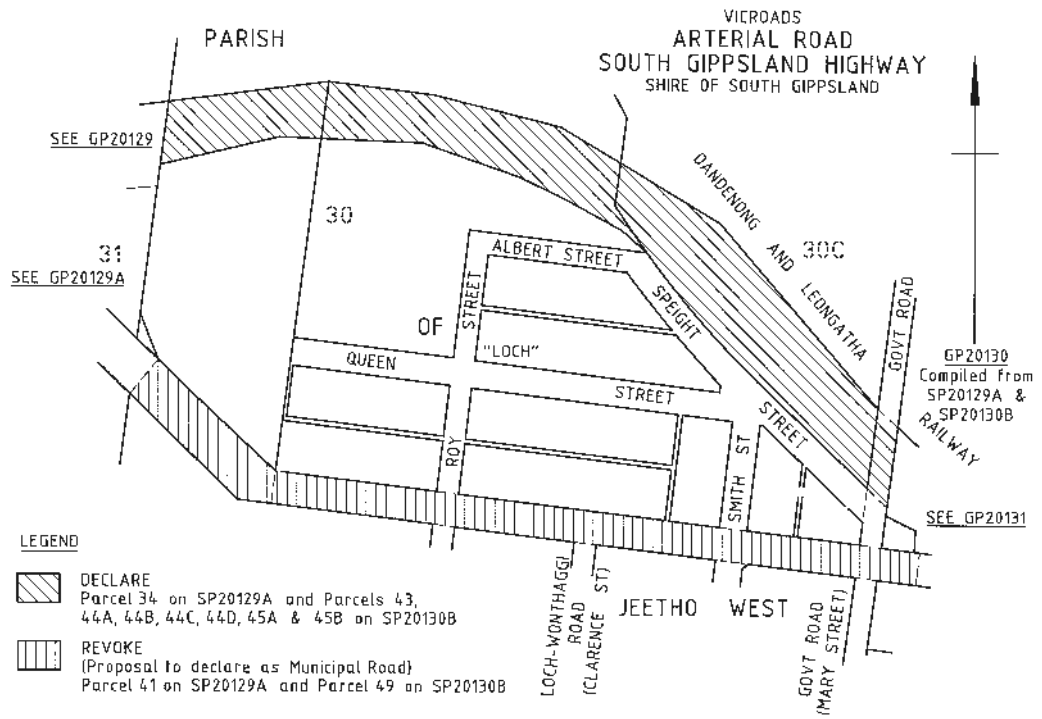 VICROADS
ARTERIAL ROAD
SOUTH GIPPSLAND HIGHWAY
SHIRE OF SOUTH GIPPSLAND
PARISH
SEE GP20129
DANDENONG AND LEONGATHA RAILWAY
30
30C
31
SEE GP20129A
ALBERT STREET
STREET
SPEIGHT
OF
"LOCH"
GOVT ROAD
QUEEN
STREET
STREET
GP20130
Compiled from
SP20129A &
SP20130B
ROY
SMITH ST
SEE GP20131
LEGEND
DECLARE
Parcel 34 on SP20129A and Parcels 43,
44A, 44B, 44C, 44D, 45A & 45B on SP20130B
REVOKE
(Proposal to declare as Municipal Road)
Parcel 41 on SP20129A and Parcel 49 on SP20130B
LOCH-WONTHAGGI
ROAD
(CLARENCE ST)
JEETHO WEST
GOVT ROAD
(MARY STREET)